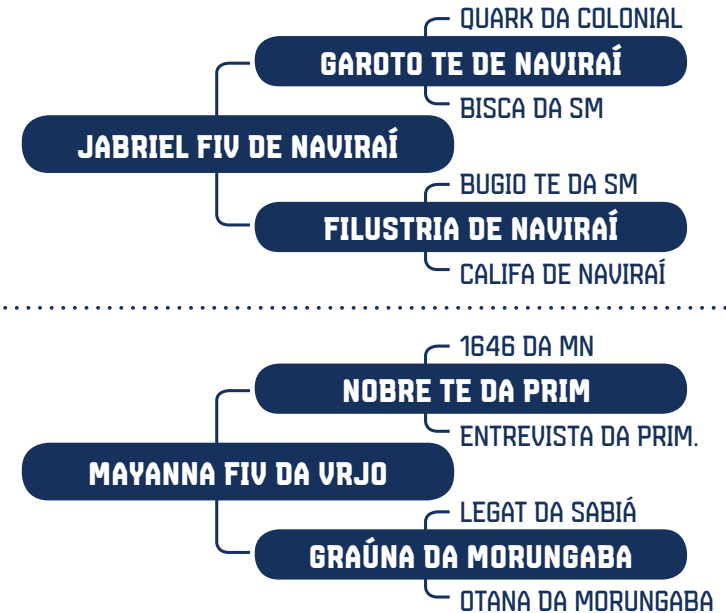 QUARK DA COLONIAL
GAROTO TE DE NAVIRAÍ
BISCA DA SM
JABRIEL FIV DE NAVIRAÍ
BUGIO TE DA SM
FILUSTRIA DE NAVIRAÍ
CALIFA DE NAVIRAÍ
1646 DA MN
NOBRE TE DA PRIM
ENTREVISTA DA PRIM.
MAYANNA FIV DA VRJO
LEGAT DA SABIÁ
GRAÚNA DA MORUNGABA
OTANA DA MORUNGABA